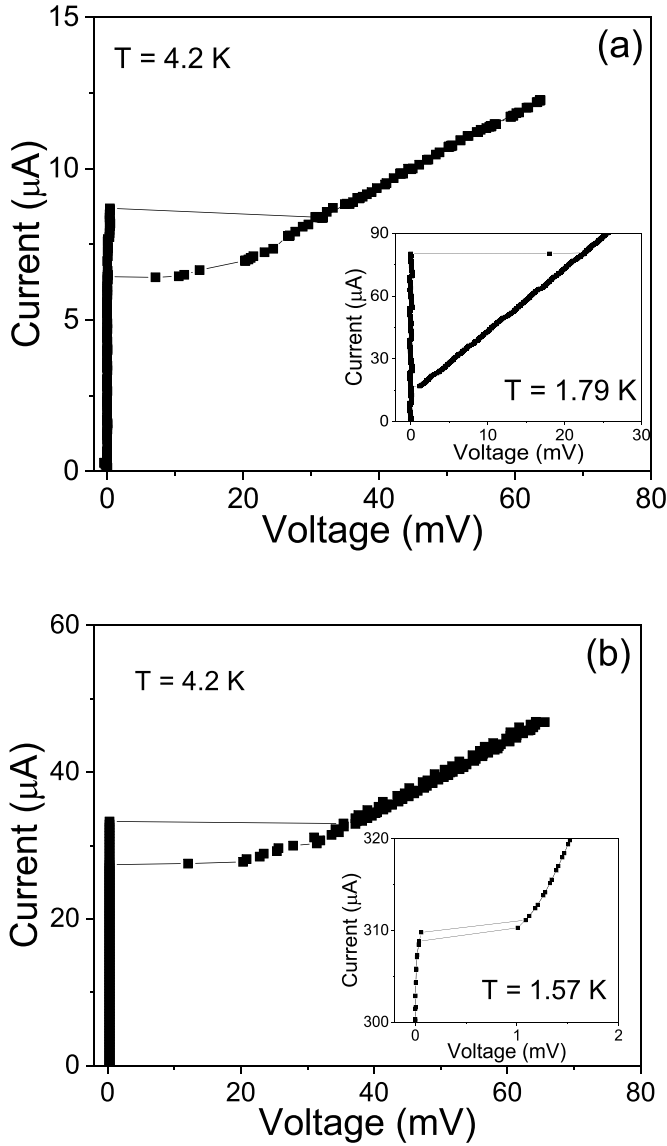 15
(a)
T = 4.2 K
10
Current (μA)
5
0
90
60
30
0
Current (μA)
T = 1.79 K
0 10 20 30
Voltage (mV)
0 20 40 60 80
Voltage (mV)
60
(b)
T = 4.2 K
40
Current (μA)
20
0
320
310
300
Current (μA)
T = 1.57 K
0 1 2
Voltage (mV)
0 20 40 60 80
Voltage (mV)